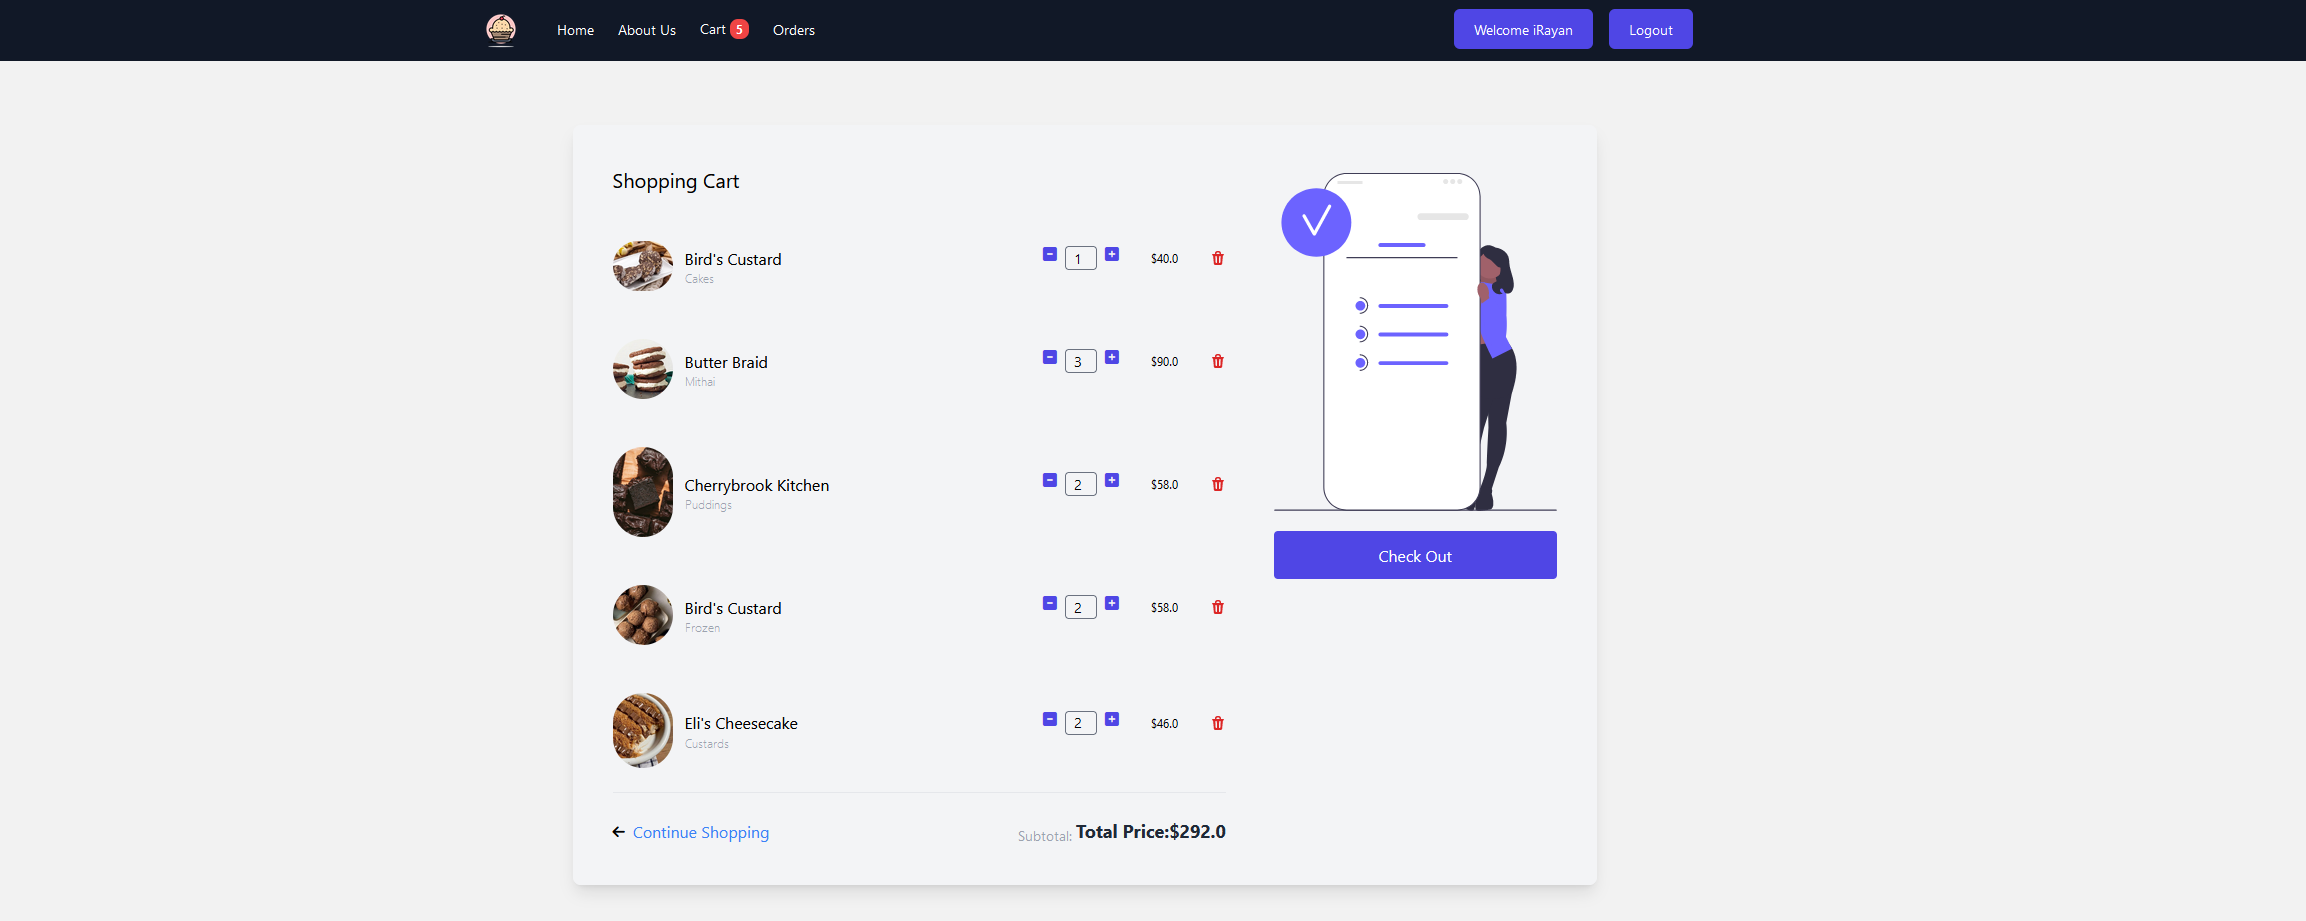 Home About Us Cart 5 Orders Welcome iRayan Logout
Shopping Cart
Bird's Custard 1 $40.0
Cakes
Butter Braid 3 $90.0
Mithai
Cherrybrook Kitchen 2 $58.0
Puddings
Bird's Custard 2 $58.0
Frozen
Eli's Cheesecake 2 $46.0
Custards
Continue Shopping Subtotal: Total Price:$292.0
Check Out